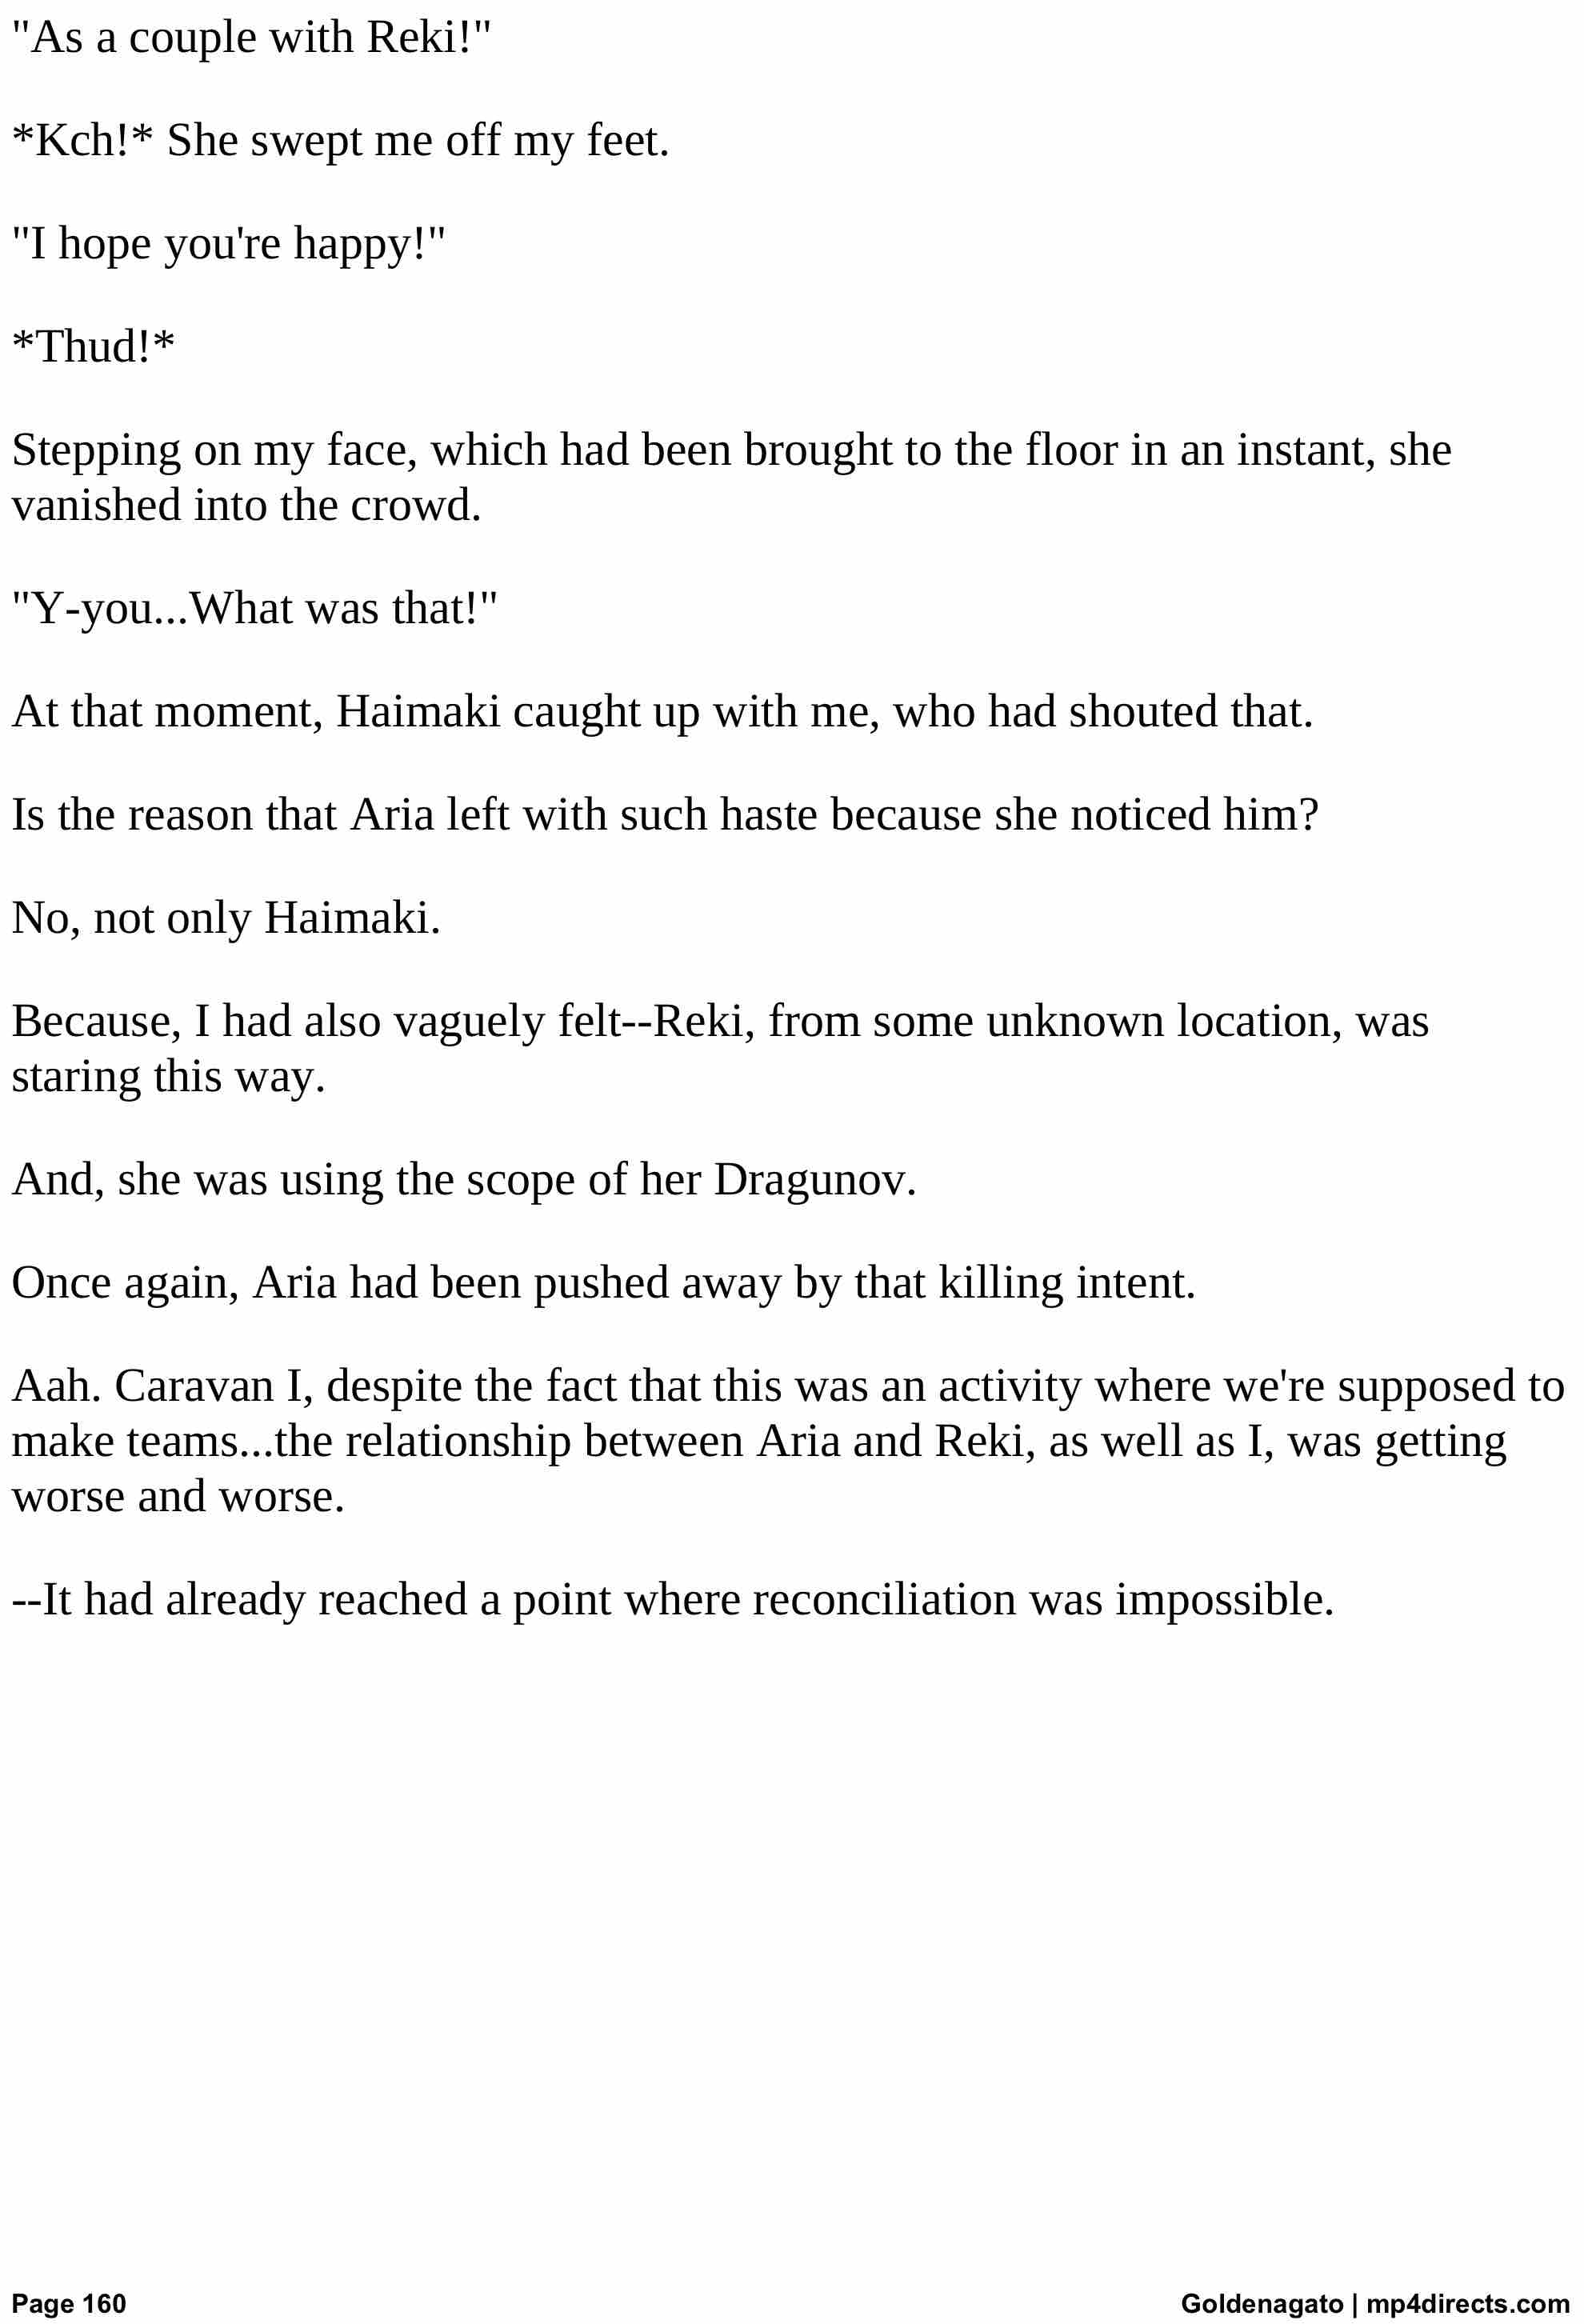 "As a couple with Reki!"
*Kch!* She swept me off my feet.
"I hope you're happy!"
*Thud!*
Stepping on my face, which had been brought to the floor in an instant, she
vanished into the crowd.
"Y-you...What was that!"
At that moment, Haimaki caught up with me, who had shouted that.
Is the reason that Aria left with such haste because she noticed him?
No, not only Haimaki.
Because, I had also vaguely felt--Reki, from some unknown location, was
staring this way.
And, she was using the scope of her Dragunov.
Once again, Aria had been pushed away by that killing intent.
Aah. Caravan I, despite the fact that this was an activity where we're supposed to
make teams...the relationship between Aria and Reki, as well as I, was getting
worse and worse.
--It had already reached a point where reconciliation was impossible.
Page 160
Goldenagato | mp4directs.com